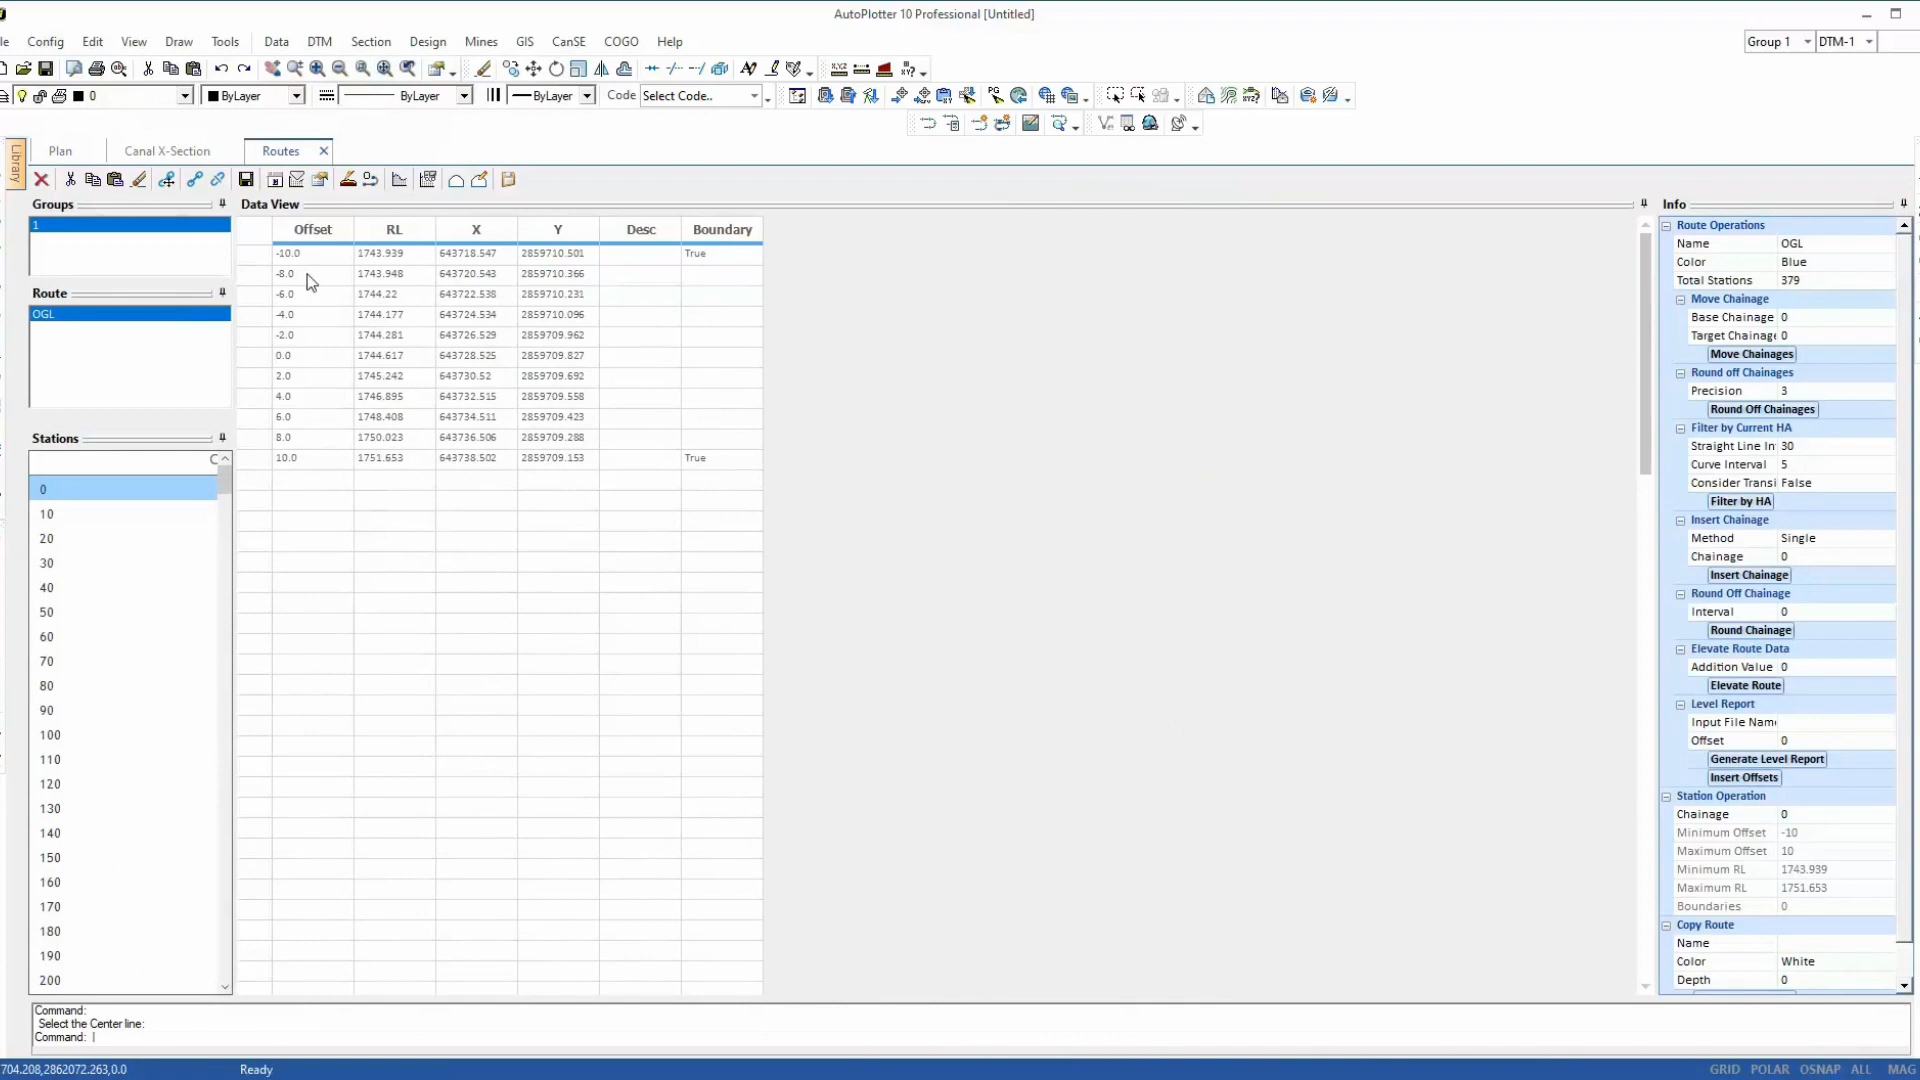 AutoPlotter 10 Professional [Untitled]
le Config Edit View Draw Tools Data DTM Section Design Mines GIS CanSE COGO Help
Group 1 DTM-1
0 ByLayer ByLayer ByLayer Code Select Code..
Library
Plan Canal X-Section Routes
Groups
1
Route
OGL
Stations
C
0
10
20
30
40
50
60
70
80
90
100
110
120
130
140
150
160
170
180
190
200
Data View
Offset RL X Y Desc Boundary
-10.0 1743.939 643718.547 2859710.501 True
-8.0 1743.948 643720.543 2859710.366
-6.0 1744.22 643722.538 2859710.231
-4.0 1744.177 643724.534 2859710.096
-2.0 1744.281 643726.529 2859709.962
0.0 1744.617 643728.525 2859709.827
2.0 1745.242 643730.52 2859709.692
4.0 1746.895 643732.515 2859709.558
6.0 1748.408 643734.511 2859709.423
8.0 1750.023 643736.506 2859709.288
10.0 1751.653 643738.502 2859709.153 True
Info
Route Operations
Name OGL
Color Blue
Total Stations 379
Move Chainage
Base Chainage 0
Target Chainage 0
Move Chainages
Round off Chainages
Precision 3
Round Off Chainages
Filter by Current HA
Straight Line In 30
Curve Interval 5
Consider Transi False
Filter by HA
Insert Chainage
Method Single
Chainage 0
Insert Chainage
Round Off Chainage
Interval 0
Round Chainage
Elevate Route Data
Addition Value 0
Elevate Route
Level Report
Input File Nam
Offset 0
Generate Level Report
Insert Offsets
Station Operation
Chainage 0
Minimum Offset -10
Maximum Offset 10
Minimum RL 1743.939
Maximum RL 1751.653
Boundaries 0
Copy Route
Name
Color White
Depth 0
Command:
Select the Center line:
Command:
704.208,2862072.263,0.0 Ready GRID POLAR OSNAP ALL MAG